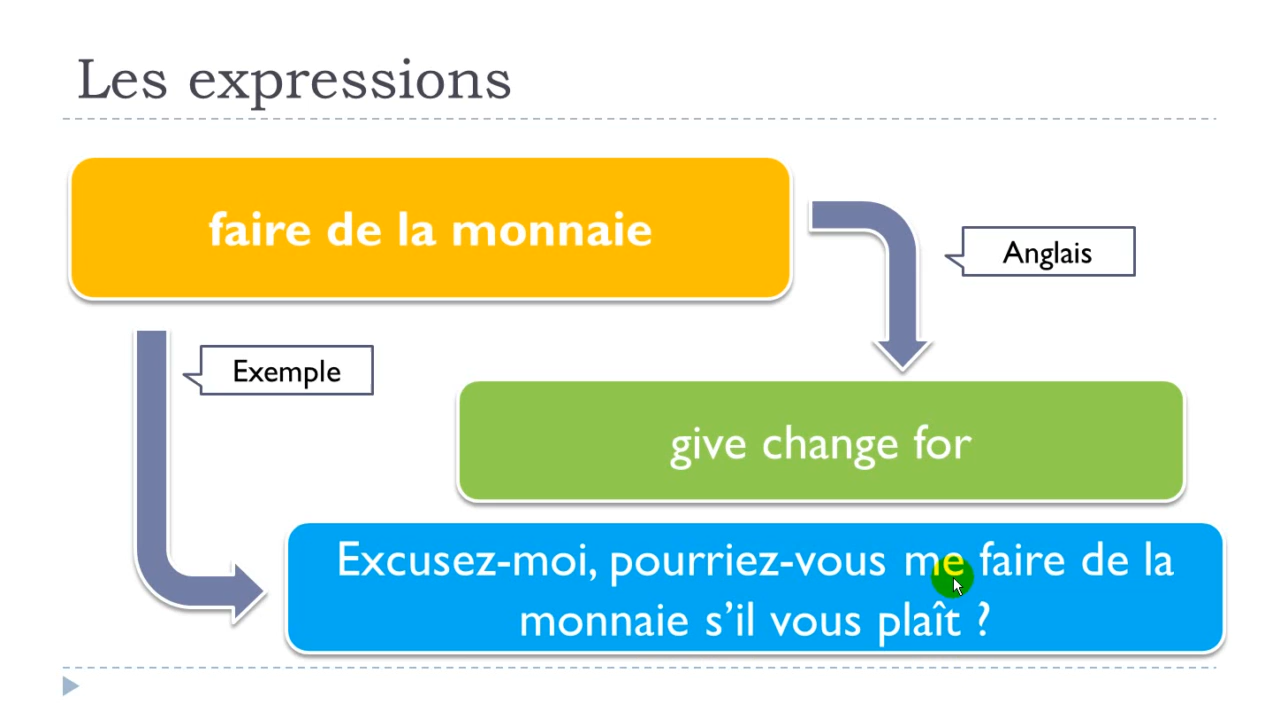 Les expressions
faire de la monnaie
Anglais
Exemple
give change for
Excusez-moi, pourriez-vous me faire de la
monnaie s’il vous plaît ?